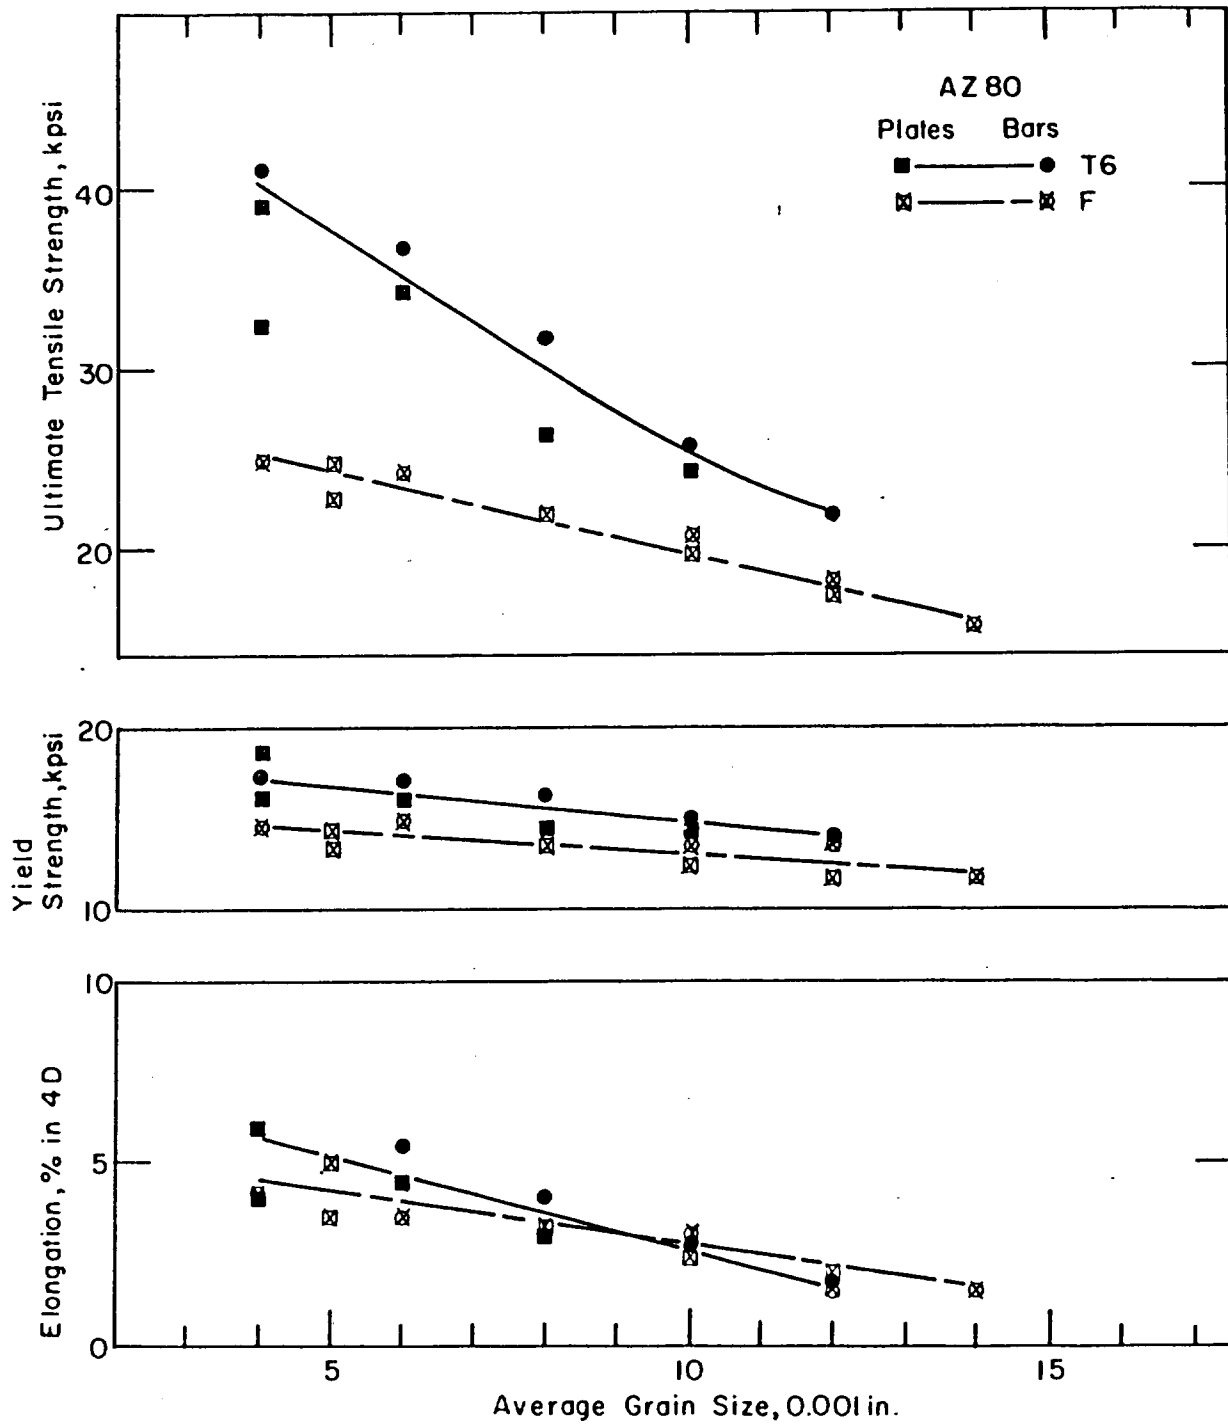 AZ 80
Plates Bars
T6
F
Ultimate Tensile Strength, kpsi
40
30
20
Yield
Strength, kpsi
20
10
Elongation, % in 4D
10
5
0
5 10 15
Average Grain Size, 0.001 in.